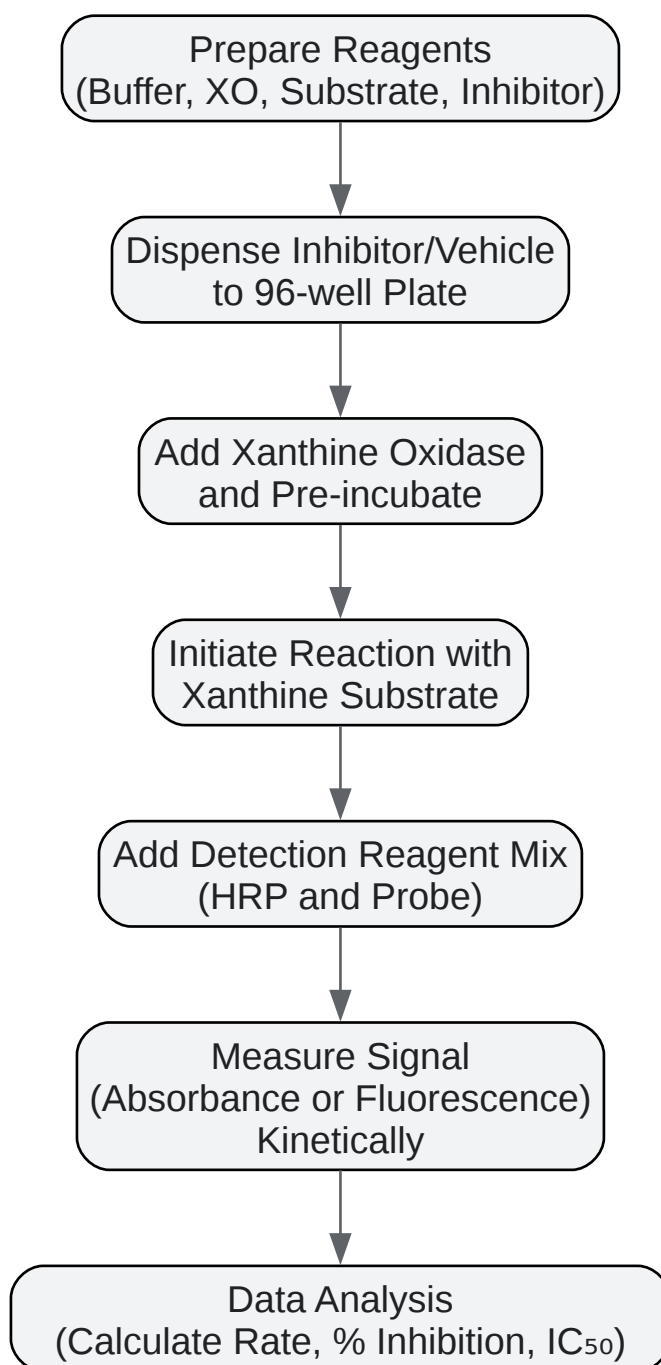 Prepare Reagents
(Buffer, XO, Substrate, Inhibitor)
Dispense Inhibitor/Vehicle
to 96-well Plate
Add Xanthine Oxidase
and Pre-incubate
Initiate Reaction with
Xanthine Substrate
Add Detection Reagent Mix
(HRP and Probe)
Measure Signal
(Absorbance or Fluorescence)
Kinetically
Data Analysis
(Calculate Rate, % Inhibition, IC₅₀)